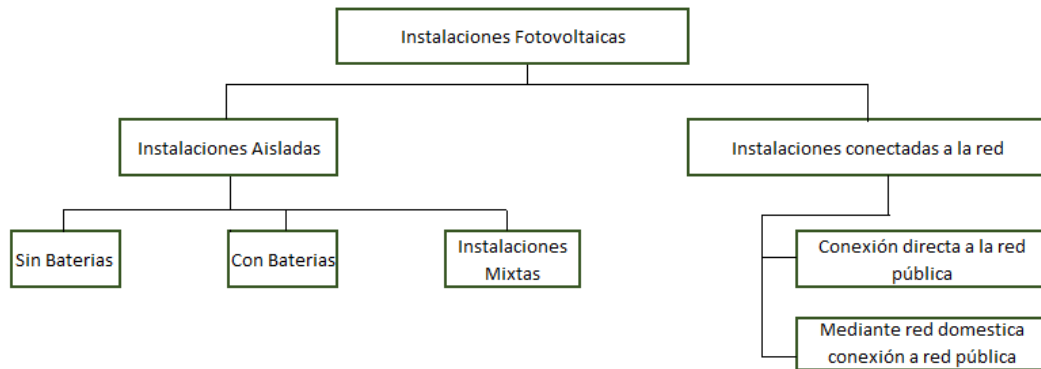 Instalaciones Fotovoltaicas
Instalaciones Aisladas
Instalaciones conectadas a la red
Sin Baterias
Con Baterias
Instalaciones
Mixtas
Conexión directa a la red
pública
Mediante red domestica
conexión a red pública